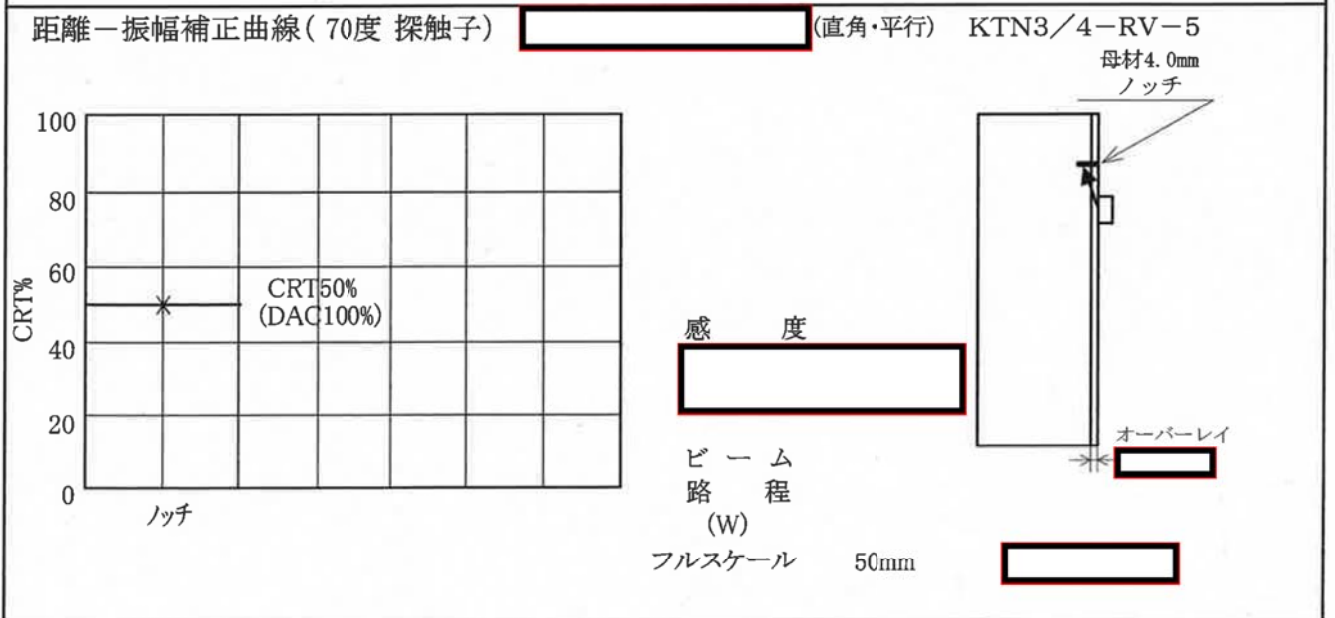 距離－振幅補正曲線( 70度 探触子)
(直角・平行) KTN3／4－RV－5
母材4.0mm
ノッチ
100
80
60
40
20
0
CRT%
CRT50%
(DAC100%)
ノッチ
感 度
ビ ー ム
路 程
(W)
フルスケール 50mm
オーバーレイ